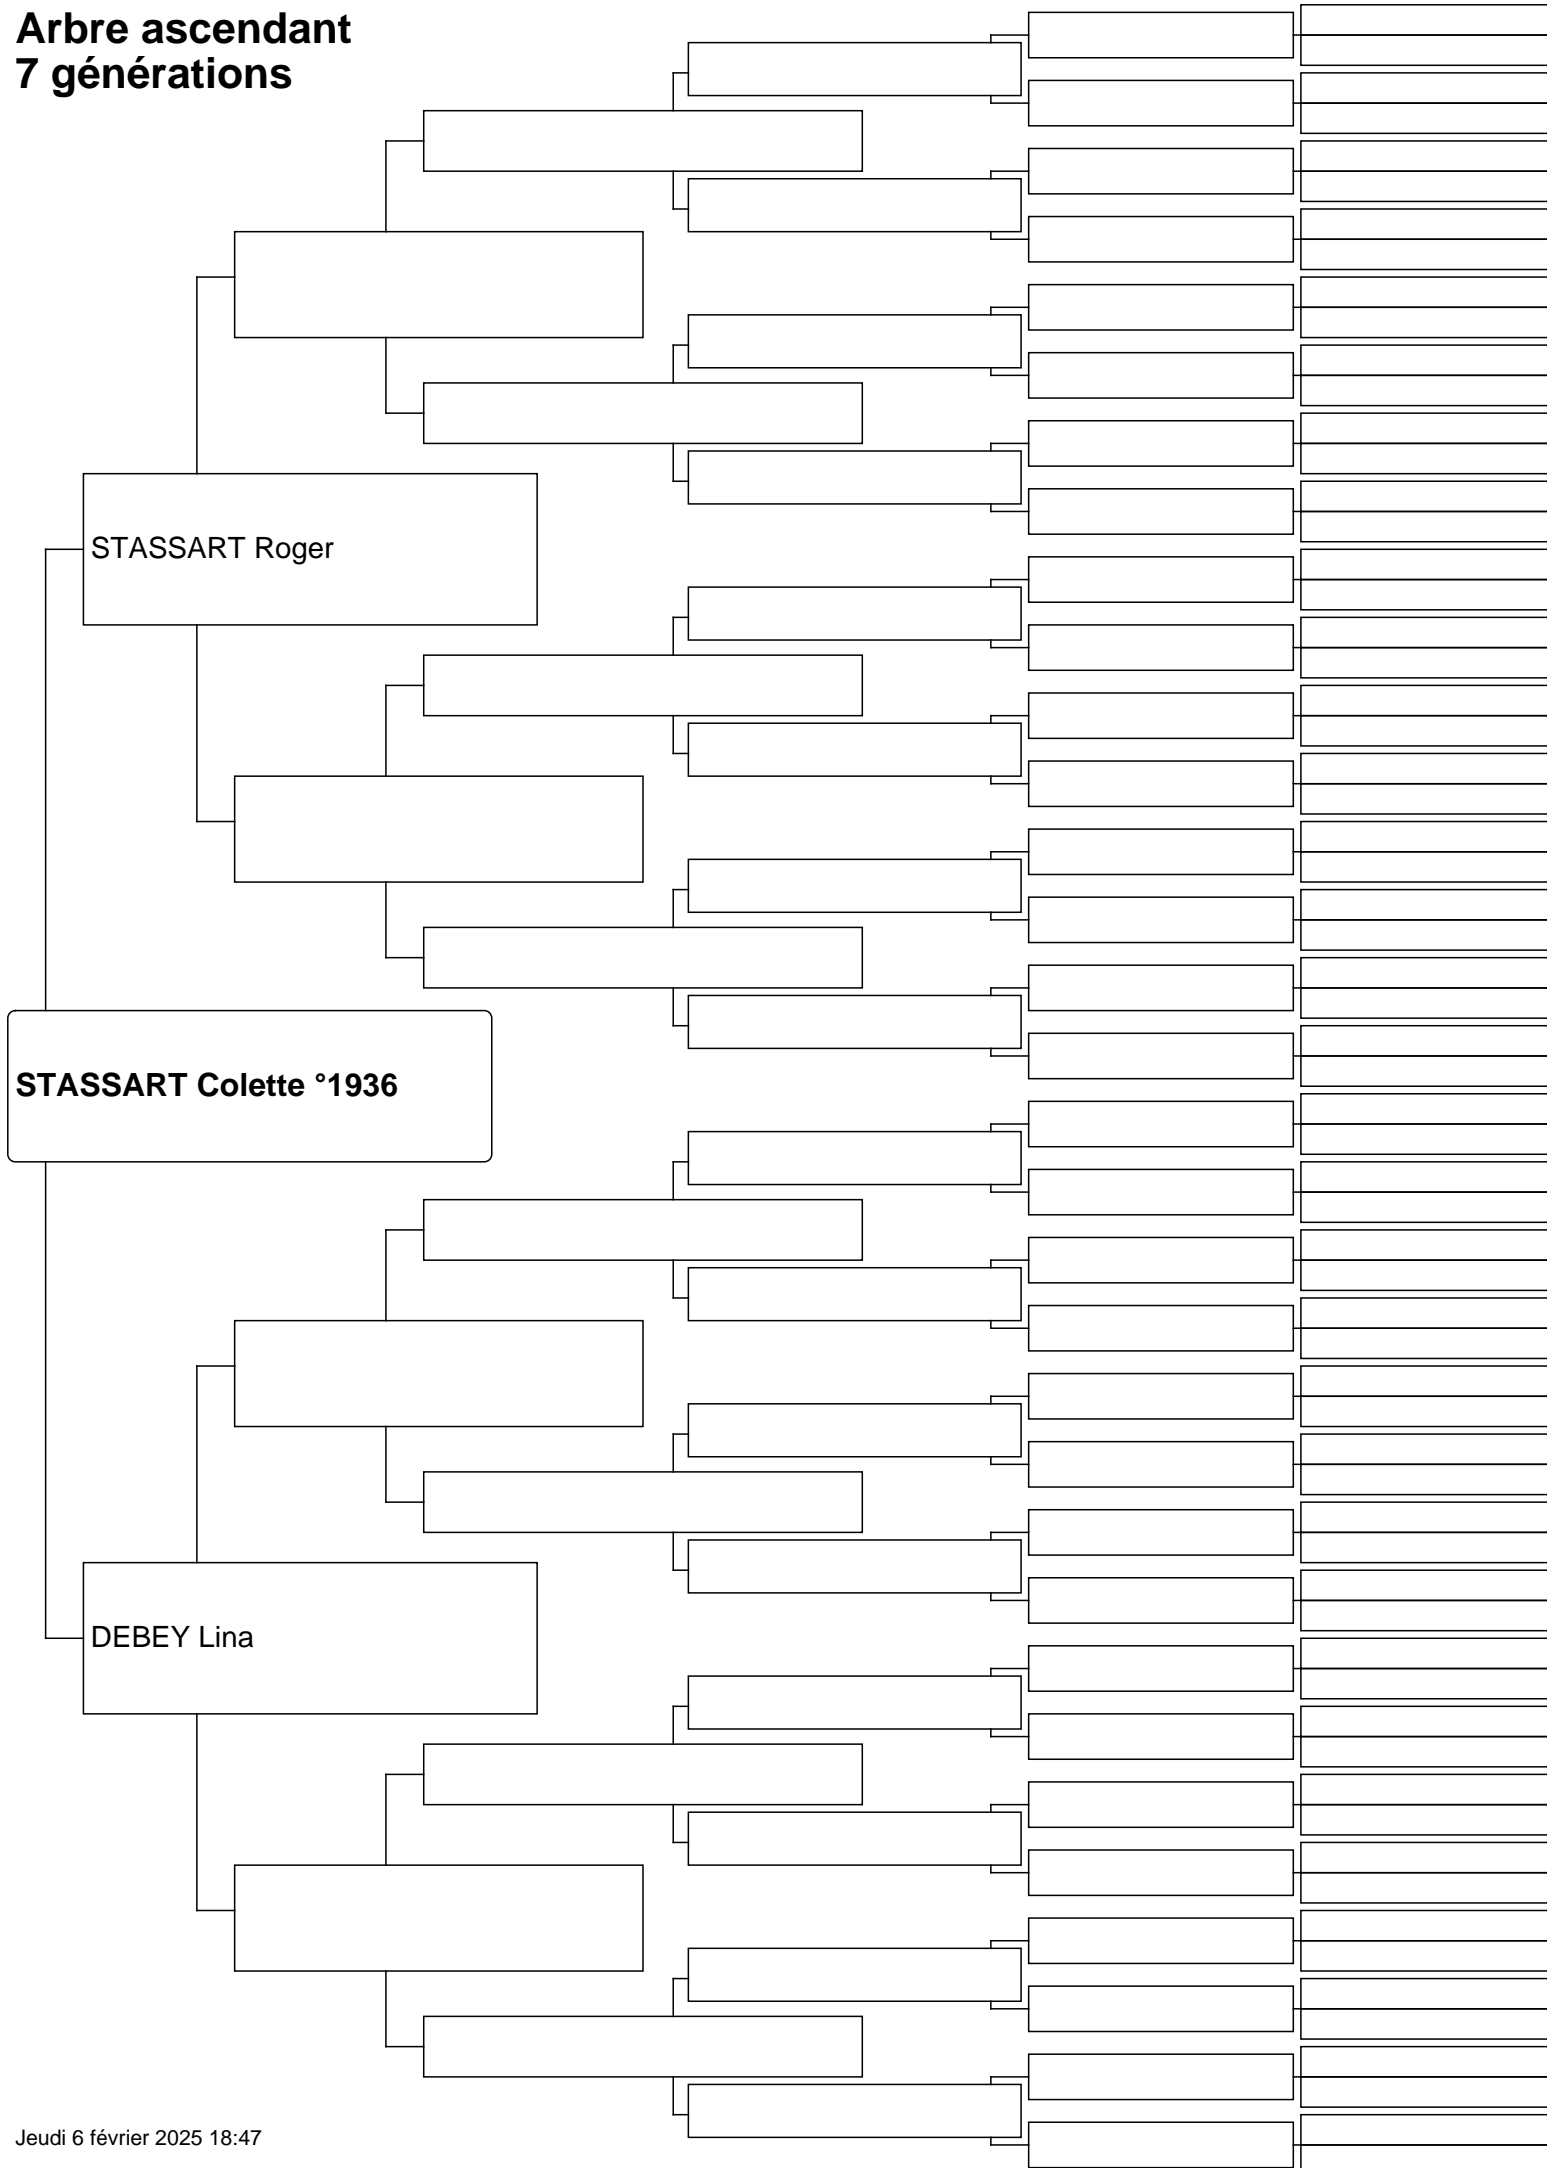 Arbre ascendant
7 générations
STASSART Roger
STASSART Colette °1936
DEBEY Lina
Jeudi 6 février 2025 18:47